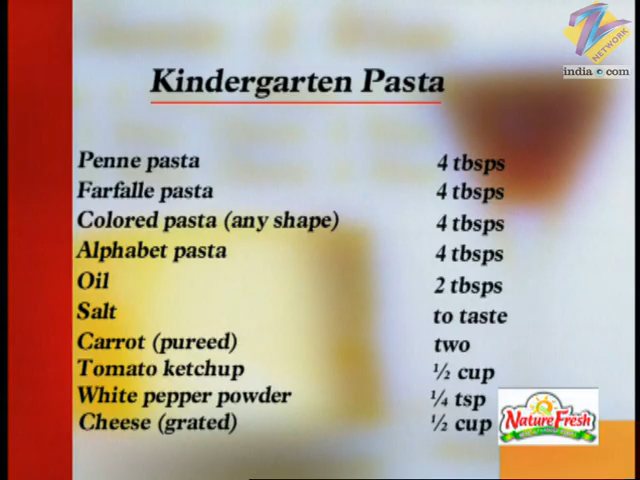 Z
NETWORK
india.com
Kindergarten Pasta
Penne pasta 4 tbsps
Farfalle pasta 4 tbsps
Colored pasta (any shape) 4 tbsps
Alphabet pasta 4 tbsps
Oil 2 tbsps
Salt to taste
Carrot (pureed) two
Tomato ketchup ½ cup
White pepper powder ¼ tsp
Cheese (grated) ½ cup
Nature Fresh